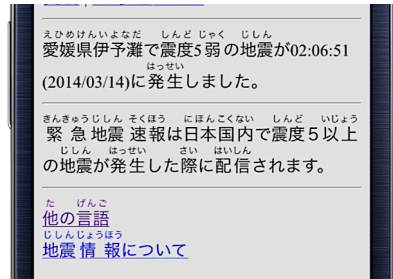 えひめけんいよなだ しんど じゃく じしん
愛媛県伊予灘で震度5弱の地震が02:06:51
はっせい
(2014/03/14)に発生しました。
きんきゅうじしん そくほう にほんこくない しんど いじょう
緊急地震速報は日本国内で震度５以上
じしん はっせい さい はいしん
の地震が発生した際に配信されます。
た げんご
他の言語
じしんじょうほう
地震情報について